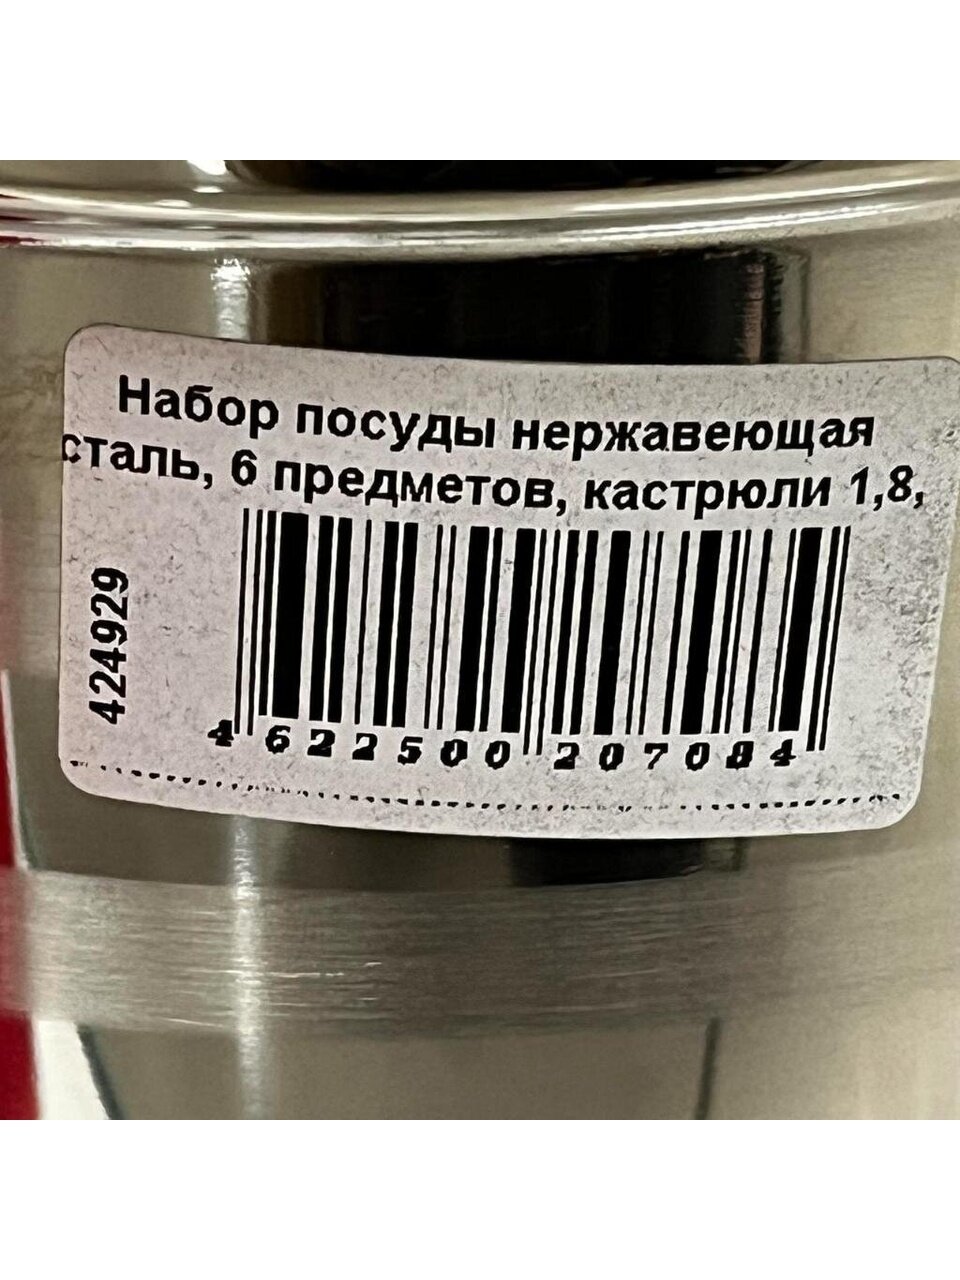 Набор посуды нержавеющая
сталь, 6 предметов, кастрюли 1,8,
424929
4 622500 207084